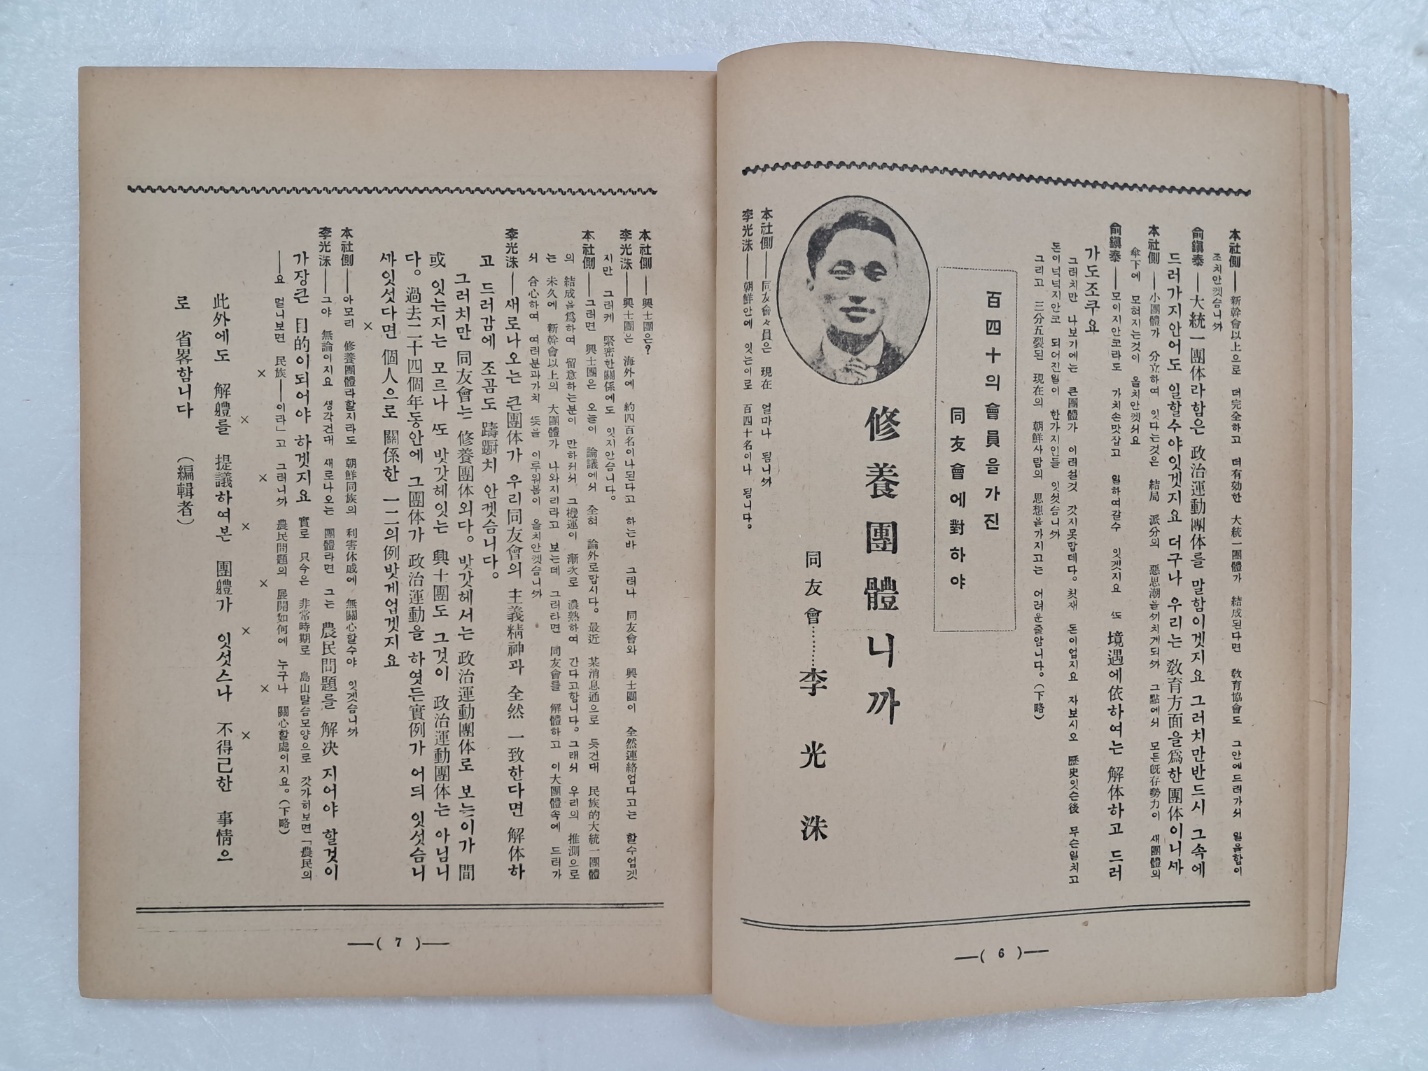 本社側——新幹會以上으로 더完全하고 더有効한 大統一團體가 結成된다면 敎育協會도 그안에드러가서 일을함이
조치안켓슴니까
俞鎭泰——大統一團体라함은 政治運動團体를 말함이겟지요 그러치만반드시 그속에
드러가지안어도 일할수야잇겟지요 더구나 우리는 敎育方面을爲한團体이니까
本社側——小團體가 分立하여 잇다는것은 結局 派分의 惡思潮을끼치게되와 그點에서 모든旣存勢力이 새團體의
傘下에 모혀지는것이 올치안켓서요
俞鎭泰——모이지안코라도 가치손맛잡고 일하여갈수 잇겟지요 또 境遇에依하여는 解体하고 드러
가도조쿠요
그러치만 나보기에는 큰團體가 이러설것 갓지못합데다。첫재 돈이업지요 자보시오 歷史잇슨後 무슨일치고
돈이넉넉지안코 되어진일이 한가지인들 잇섯슴니까
그리고 三分五裂된 現在의 朝鮮사람의 思想을가지고는 어려운줄압니다。(下略)
百四十의會員을가진
同友會에對하야
修養團體니까
同友會………李光洙
本社側——同友會々員은 現在 얼마나 됨니까
李光洙——朝鮮안에 잇는이로 百四十名이나 됨니다。
—( 6 )—
本社側——興士團은?
李光洙——興士團은 海外에 約四百名이나된다고 하는바 그러나 同友會와 興士團이 全然連絡업다고는 할수업겟
지만 그러케 緊密한關係에도 잇지안슴니다。
本社側——그러면 興士團은 오늘이 論議에서 全혀 論外로합시다。最近 某消息通으로 듯건대 民族的大統一團體
의 結成을爲하여 留意하는분이 만하저서 그機運이 漸次로 濃熟하여 간다고합니다。그래서 우리의 推測으로
는 未久에 新幹會以上의 大團體가 나와지리라고 보는데 그러타면 同友會를 解體하고 이大團體속에 드러가
서 合心하여 여러분과가치 뜻을 이루워봄이 올치안켓슴니까
李光洙——새로나오는 큰團体가 우리同友會의 主義精神과 全然 一致한다면 解体하
고 드러감에 조곰도 躊躇치 안켓슴니다。
그러치만 同友會는 修養團体외다。밧갓헤서는 政治運動團体로 보는이가 間
或 잇는지는 모르나 또 밧갓헤잇는 興士團도 그것이 政治運動團体는 아님니
다。過去二十四個年동안에 그團体가 政治運動을 하엿든實例가 어듸 잇섯슴니
까잇섯다면 個人으로 關係한 一二의例밧게업겟지요
× × × × × × × × ×
本社側——아모리 修養團體라할지라도 朝鮮同族의 利害休戚에 無關心할수야 잇겟슴니까
李光洙——그야 無論이지요 생각건대 새로나오는 團體라면 그는 農民問題를 解决 지어야 할것이
가장큰 目的이되어야 하겟지요 實로 只今은 非常時期로 島山말슴모양으로 갓가히보면「農民의
——요 멀니보면 民族——이라」고 그러니까 農民問題의 展開如何에 누구나 關心할處이지요。(下略)
此外에도 解體를 提議하여본 團體가 잇섯스나 不得已한 事情으
로 省畧합니다 (編輯者)
—( 7 )—